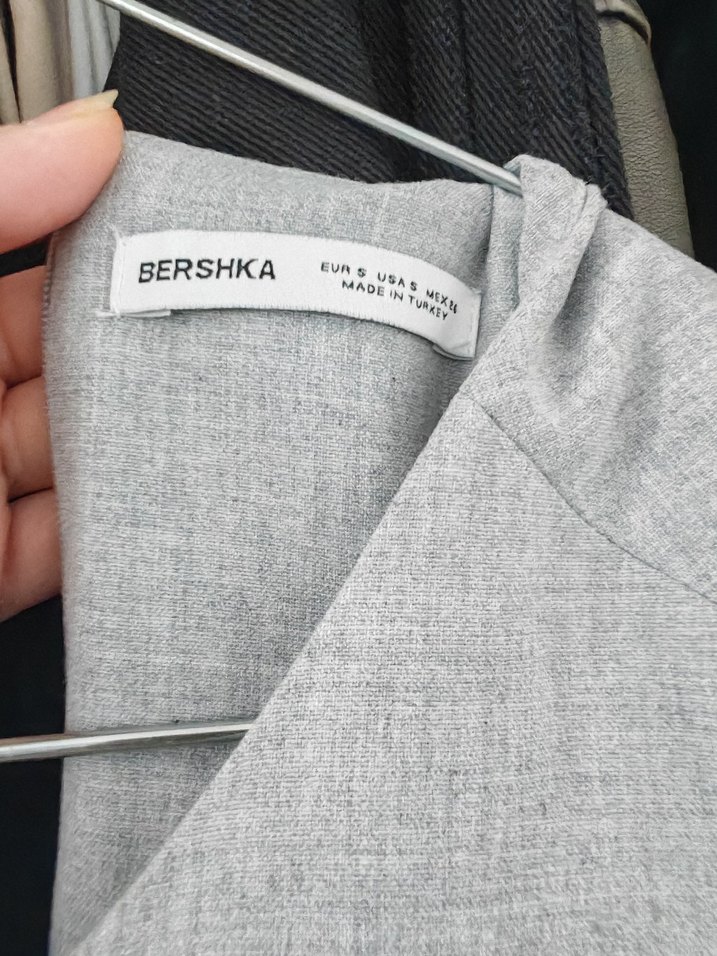 BERSHKA
EUR S USA S MEX 26
MADE IN TURKEY